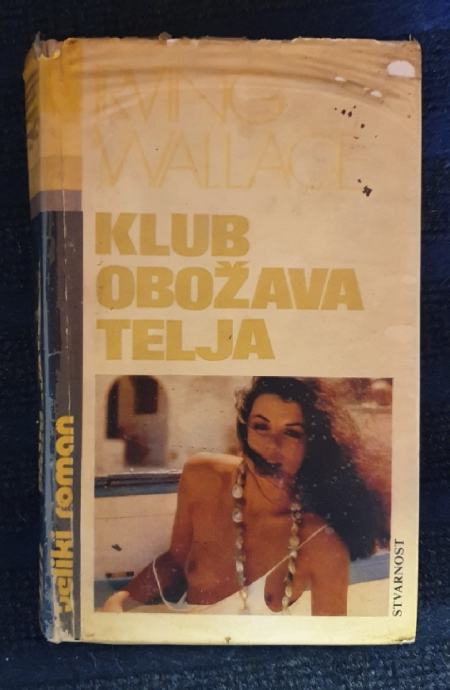 IRVING
WALLACE
KLUB
OBOŽAVA
TELJA
veliki roman
STVARNOST